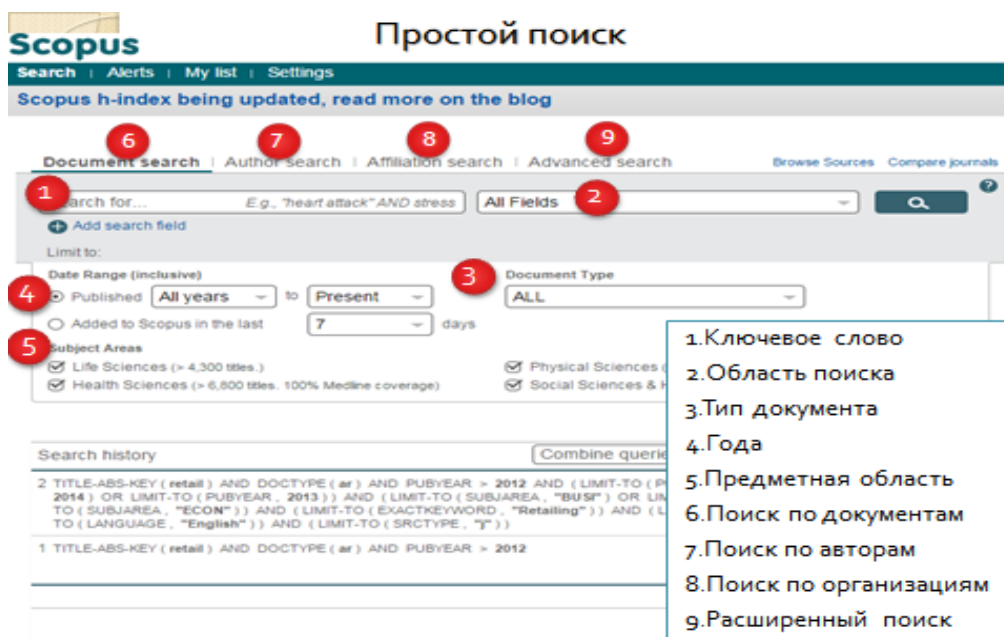 Scopus
Простой поиск
Search | Alerts | My list | Settings
Scopus h-index being updated, read more on the blog
6 7 8 9
Document search | Author search | Affiliation search | Advanced search Browse Sources Compare journals
1 Search for... E.g., "heart attack" AND stress All Fields 2 ?
Add search field
Limit to:
Date Range (inclusive) 3 Document Type
4 Published All years to Present ALL
Added to Scopus in the last 7 days
5 Subject Areas
Life Sciences (> 4,300 titles.) Physical Sciences (
Health Sciences (> 6,800 titles. 100% Medline coverage) Social Sciences & H
Search history Combine querie
2 TITLE-ABS-KEY ( retail ) AND DOCTYPE ( ar ) AND PUBYEAR > 2012 AND ( LIMIT-TO ( P
2014 ) OR LIMIT-TO ( PUBYEAR , 2013 ) ) AND ( LIMIT-TO ( SUBJAREA , "BUSI" ) OR LIM
TO ( SUBJAREA , "ECON" ) ) AND ( LIMIT-TO ( EXACTKEYWORD , "Retailing" ) ) AND ( L
TO ( LANGUAGE , "English" ) ) AND ( LIMIT-TO ( SRCTYPE , "j" ) )
1 TITLE-ABS-KEY ( retail ) AND DOCTYPE ( ar ) AND PUBYEAR > 2012
1.Ключевое слово
2.Область поиска
3.Тип документа
4.Года
5.Предметная область
6.Поиск по документам
7.Поиск по авторам
8.Поиск по организациям
9.Расширенный поиск